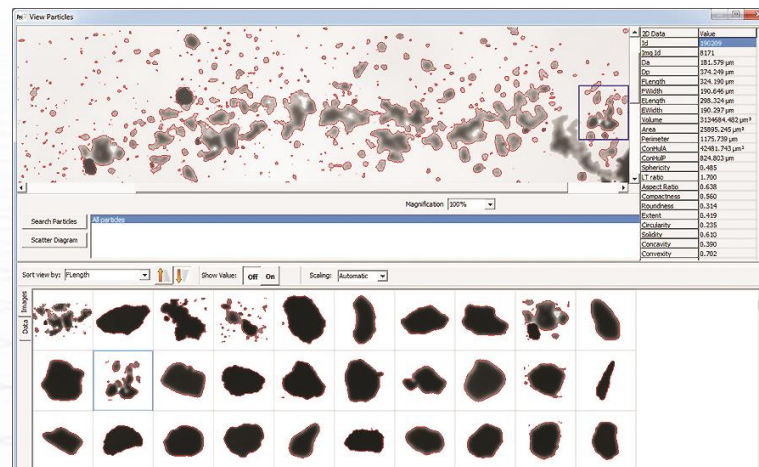 View Particles
2D Data Value
Id 190209
Img Id 8171
Da 181.579 µm
Dp 374.249 µm
FLength 324.190 µm
FWidth 190.646 µm
ELength 298.324 µm
EWidth 190.297 µm
Volume 3134684.482 µm³
Area 25895.245 µm²
Perimeter 1175.739 µm
ConHulA 42481.743 µm²
ConHulP 824.803 µm
Sphericity 0.485
LT ratio 1.700
Aspect Ratio 0.638
Compactness 0.560
Roundness 0.314
Extent 0.419
Circularity 0.235
Solidity 0.610
Concavity 0.390
Convexity 0.702
Magnification 100%
Search Particles
All particles
Scatter Diagram
Sort view by: FLength Show Value: Off On Scaling: Automatic
Images
Data